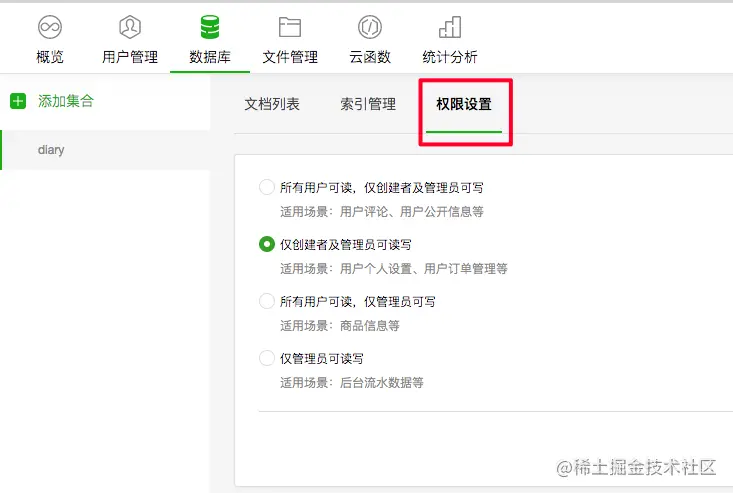 概览 用户管理 数据库 文件管理 云函数 统计分析
添加集合 文档列表 索引管理 权限设置
diary
所有用户可读，仅创建者及管理员可写
适用场景：用户评论、用户公开信息等
仅创建者及管理员可读写
适用场景：用户个人设置、用户订单管理等
所有用户可读，仅管理员可写
适用场景：商品信息等
仅管理员可读写
适用场景：后台流水数据等
@稀土掘金技术社区